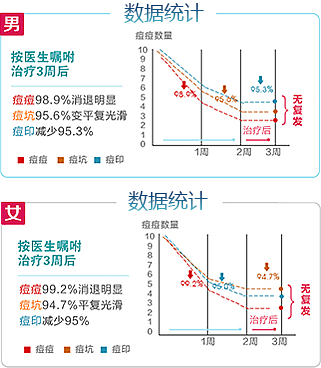 男
数据统计
按医生嘱咐
治疗3周后
痘痘98.9%消退明显
痘坑95.6%变平复光滑
痘印减少95.3%
痘痘 痘坑 痘印
痘痘数量
10
9
8
7
6
5
4
3
2
1
0
98.9%
95.6%
95.3%
无复发
治疗后
1周 2周 3周
女
数据统计
按医生嘱咐
治疗3周后
痘痘99.2%消退明显
痘坑94.7%平复光滑
痘印减少95%
痘痘 痘坑 痘印
痘痘数量
10
9
8
7
6
5
4
3
2
1
0
99.2%
95.0%
94.7%
无复发
治疗后
1周 2周 3周